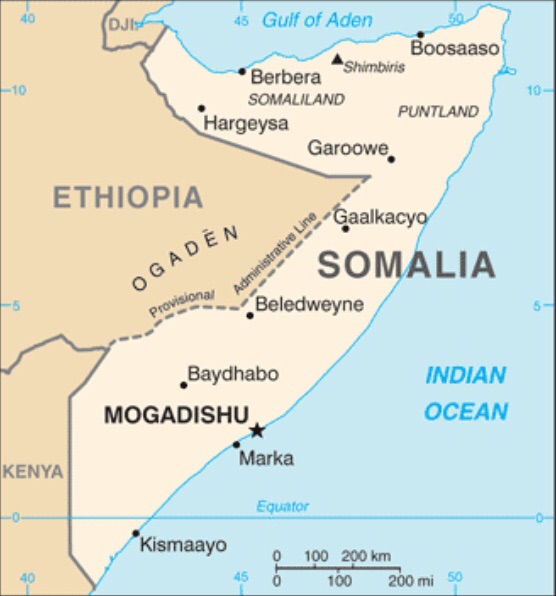 40
45
50
DJI.
Gulf of Aden
Boosaaso
Shimbiris
Berbera
10
SOMALILAND
10
PUNTLAND
Hargeysa
Garoowe
ETHIOPIA
Gaalkacyo
OGADĒN
Administrative Line
SOMALIA
Provisional
Beledweyne
5
5
Baydhabo
INDIAN
OCEAN
MOGADISHU
Marka
KENYA
Equator
0
0
Kismaayo
0 100 200 km
0 100 200 mi
40
45
50